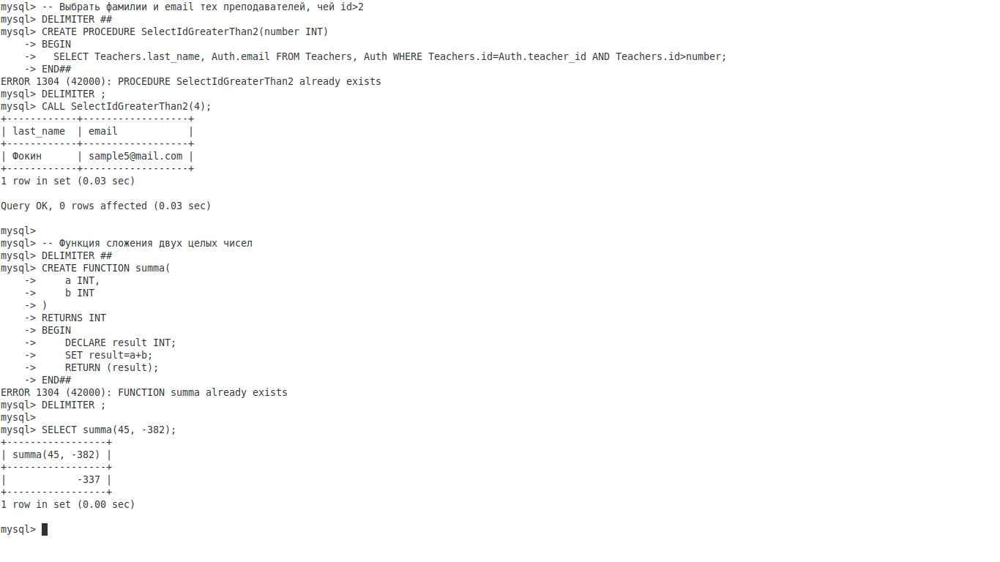 mysql> -- Выбрать фамилии и email тех преподавателей, чей id>2
mysql> DELIMITER ##
mysql> CREATE PROCEDURE SelectIdGreaterThan2(number INT)
    -> BEGIN
    ->   SELECT Teachers.last_name, Auth.email FROM Teachers, Auth WHERE Teachers.id=Auth.teacher_id AND Teachers.id>number;
    -> END##
ERROR 1304 (42000): PROCEDURE SelectIdGreaterThan2 already exists
mysql> DELIMITER ;
mysql> CALL SelectIdGreaterThan2(4);
+------------+------------------+
| last_name  | email            |
+------------+------------------+
| Фокин      | sample5@mail.com |
+------------+------------------+
1 row in set (0.03 sec)

Query OK, 0 rows affected (0.03 sec)

mysql>
mysql> -- Функция сложения двух целых чисел
mysql> DELIMITER ##
mysql> CREATE FUNCTION summa(
    ->     a INT,
    ->     b INT
    -> )
    -> RETURNS INT
    -> BEGIN
    ->     DECLARE result INT;
    ->     SET result=a+b;
    ->     RETURN (result);
    -> END##
ERROR 1304 (42000): FUNCTION summa already exists
mysql> DELIMITER ;
mysql>
mysql> SELECT summa(45, -382);
+-----------------+
| summa(45, -382) |
+-----------------+
|            -337 |
+-----------------+
1 row in set (0.00 sec)

mysql>